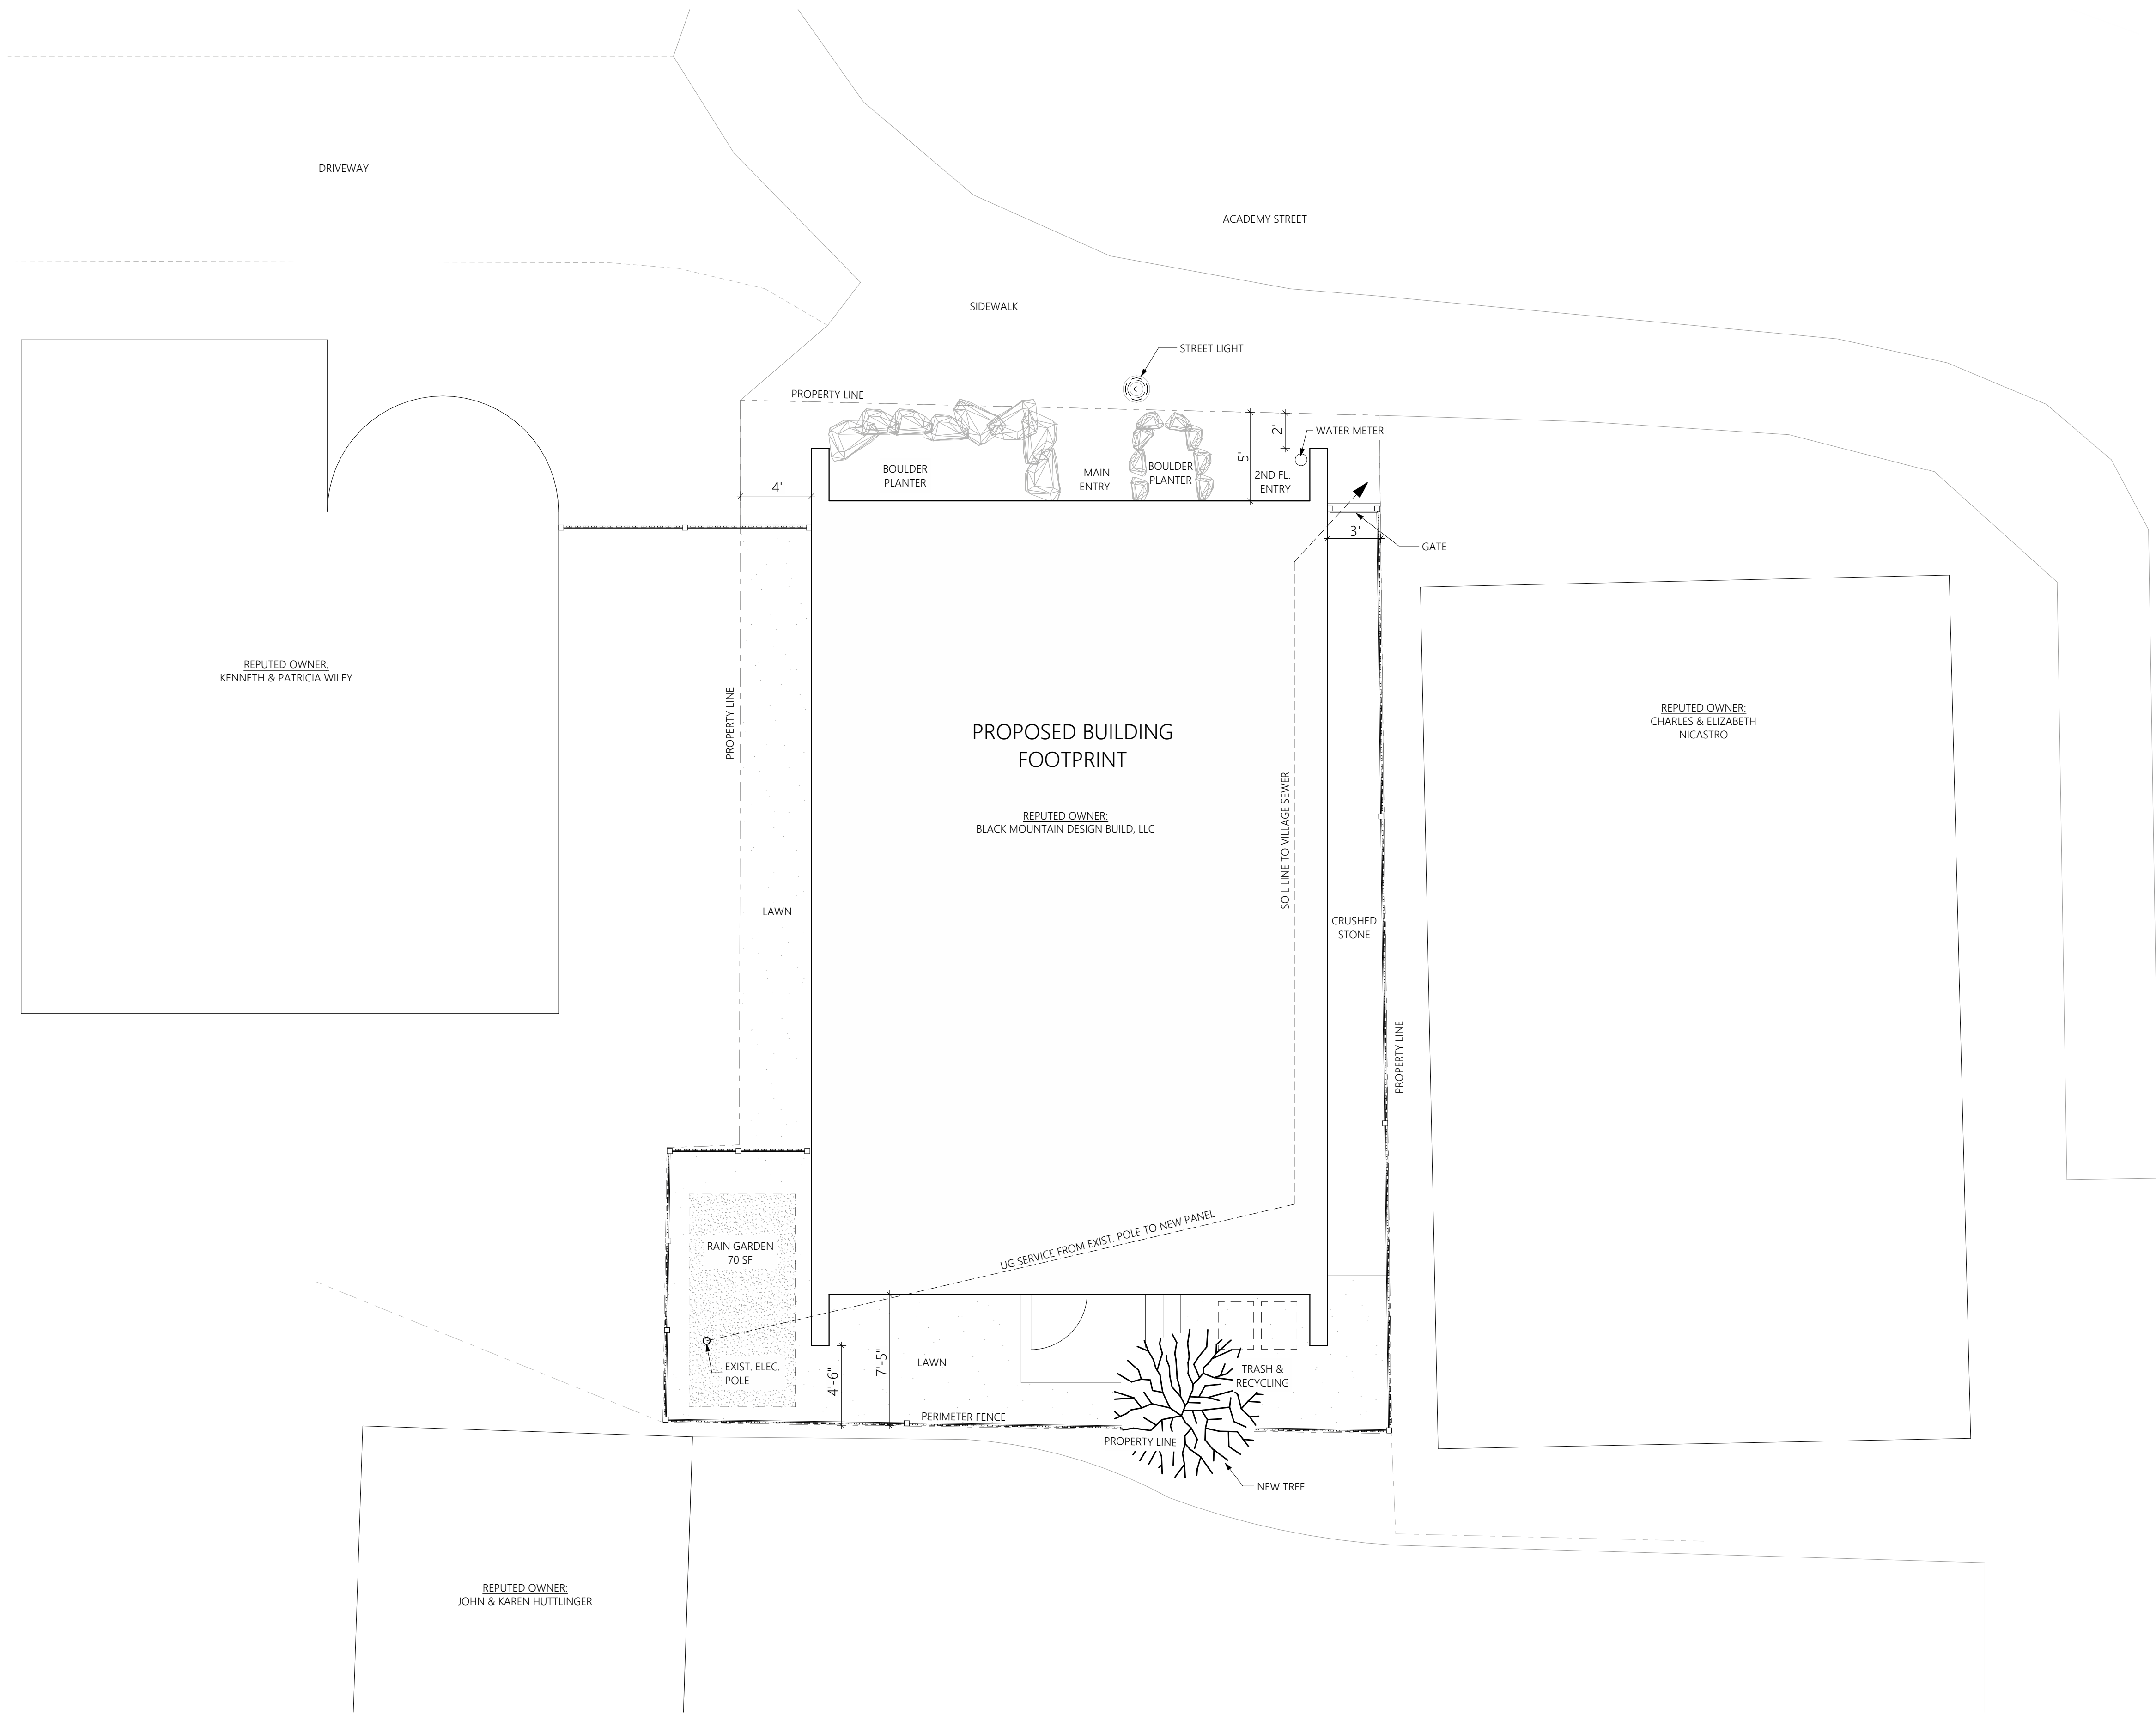 DRIVEWAY
ACADEMY STREET
SIDEWALK
STREET LIGHT
C
PROPERTY LINE
WATER METER
2'
5'
BOULDER
PLANTER
MAIN
ENTRY
BOULDER
PLANTER
2ND FL.
ENTRY
4'
3'
GATE
REPUTED OWNER:
KENNETH & PATRICIA WILEY
PROPERTY LINE
PROPOSED BUILDING
FOOTPRINT
REPUTED OWNER:
BLACK MOUNTAIN DESIGN BUILD, LLC
SOIL LINE TO VILLAGE SEWER
REPUTED OWNER:
CHARLES & ELIZABETH
NICASTRO
LAWN
CRUSHED
STONE
PROPERTY LINE
RAIN GARDEN
70 SF
UG SERVICE FROM EXIST. POLE TO NEW PANEL
EXIST. ELEC.
POLE
4'-6"
7'-5"
LAWN
TRASH &
RECYCLING
PERIMETER FENCE
PROPERTY LINE
NEW TREE
REPUTED OWNER:
JOHN & KAREN HUTTLINGER